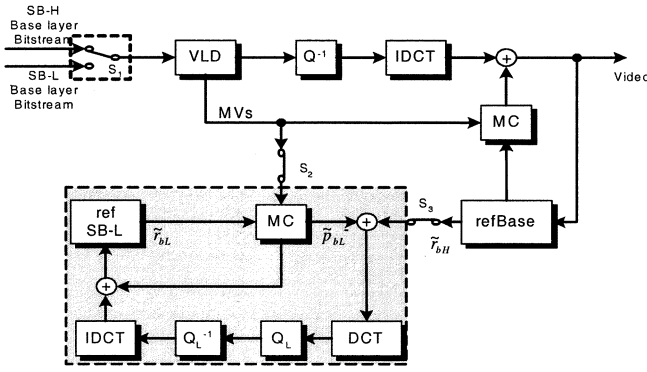 SB-H
Base layer
Bitstream
SB-L
Base layer
Bitstream
S1
VLD
Q-1
IDCT
+
Video
MVs
MC
S2
ref
SB-L
r̃bL
MC
p̃bL
-
+
S3
r̃bH
refBase
+
IDCT
QL-1
QL
DCT